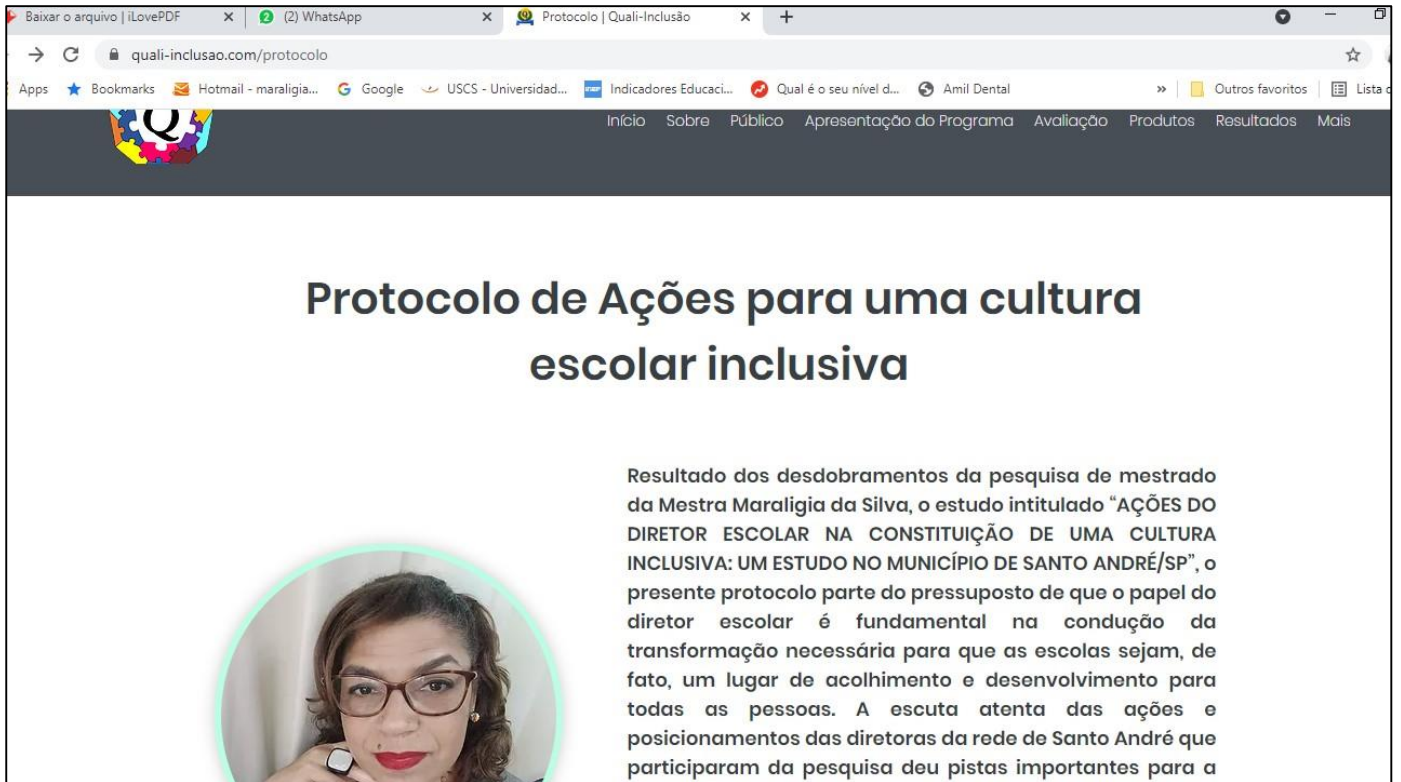 Baixar o arquivo | iLovePDF
2 (2) WhatsApp
Protocolo | Quali-Inclusão
quali-inclusao.com/protocolo
Apps Bookmarks Hotmail - maraligia... Google USCS - Universidad... Indicadores Educaci... Qual é o seu nível d... Amil Dental » Outros favoritos Lista
Q
Início Sobre Público Apresentação do Programa Avaliação Produtos Resultados Mais
Protocolo de Ações para uma cultura
escolar inclusiva
Resultado dos desdobramentos da pesquisa de mestrado
da Mestra Maraligia da Silva, o estudo intitulado “AÇÕES DO
DIRETOR ESCOLAR NA CONSTITUIÇÃO DE UMA CULTURA
INCLUSIVA: UM ESTUDO NO MUNICÍPIO DE SANTO ANDRÉ/SP”, o
presente protocolo parte do pressuposto de que o papel do
diretor escolar é fundamental na condução da
transformação necessária para que as escolas sejam, de
fato, um lugar de acolhimento e desenvolvimento para
todas as pessoas. A escuta atenta das ações e
posicionamentos das diretoras da rede de Santo André que
participaram da pesquisa deu pistas importantes para a